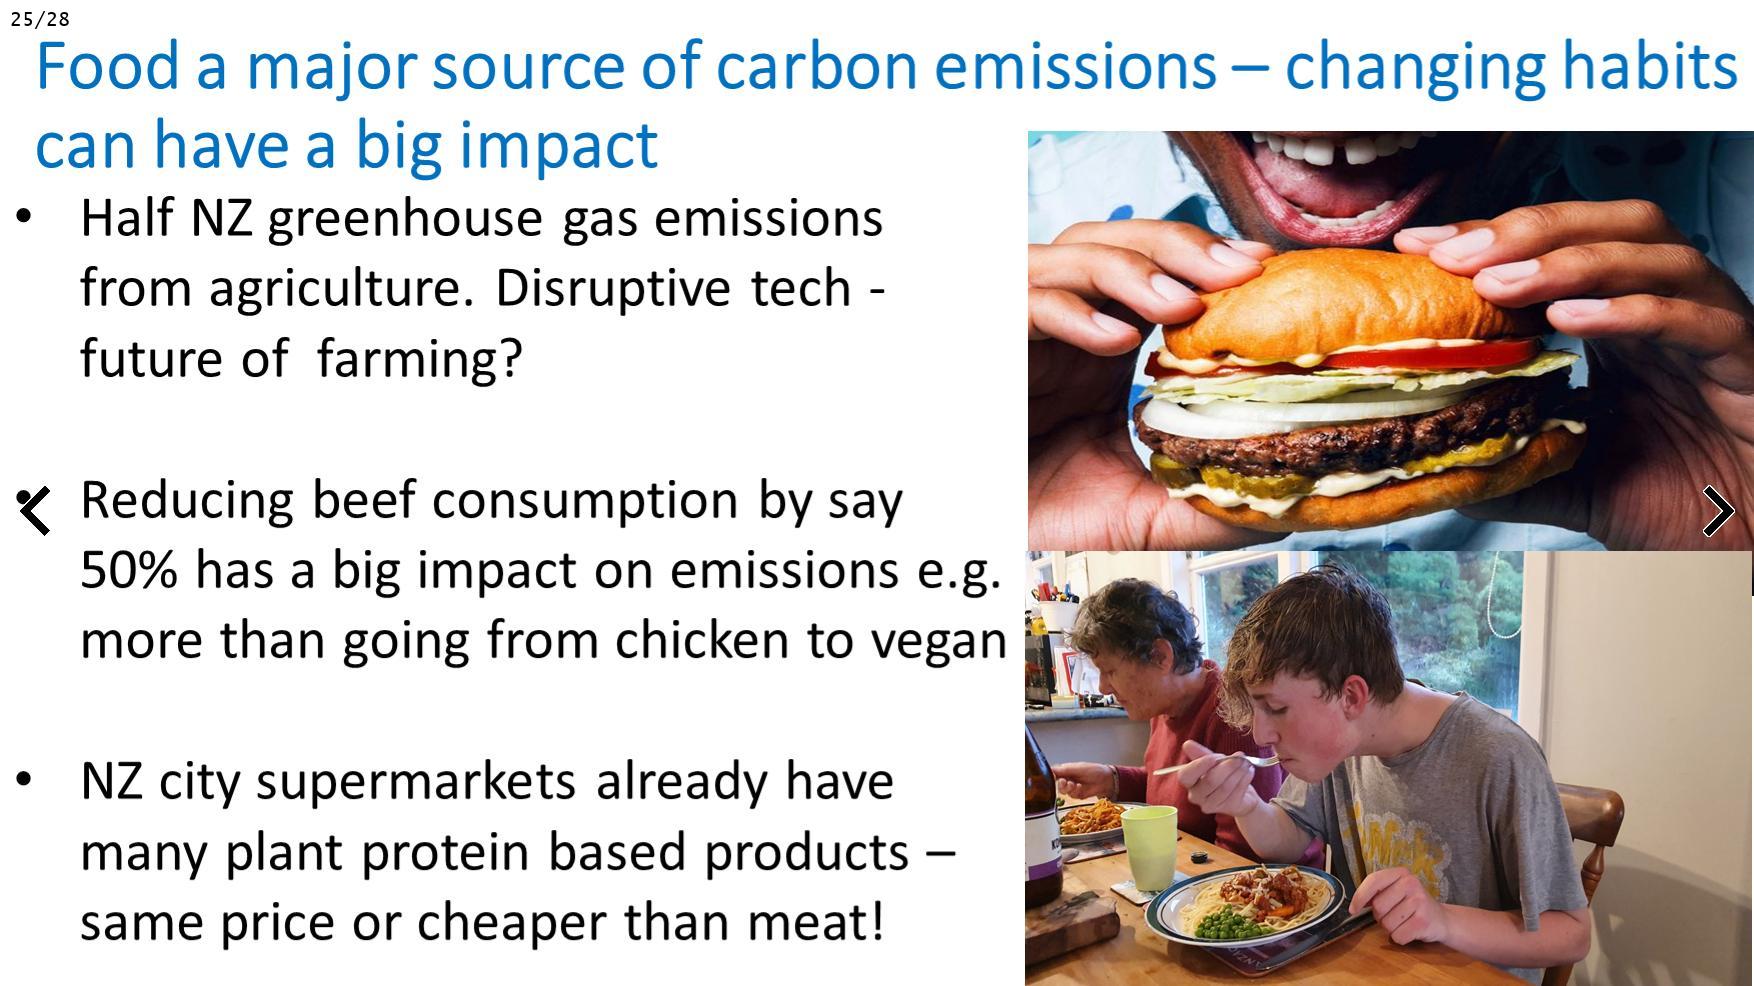 25/28
Food a major source of carbon emissions – changing habits
can have a big impact
• Half NZ greenhouse gas emissions
from agriculture. Disruptive tech -
future of  farming?
• Reducing beef consumption by say
50% has a big impact on emissions e.g.
more than going from chicken to vegan
• NZ city supermarkets already have
many plant protein based products –
same price or cheaper than meat!